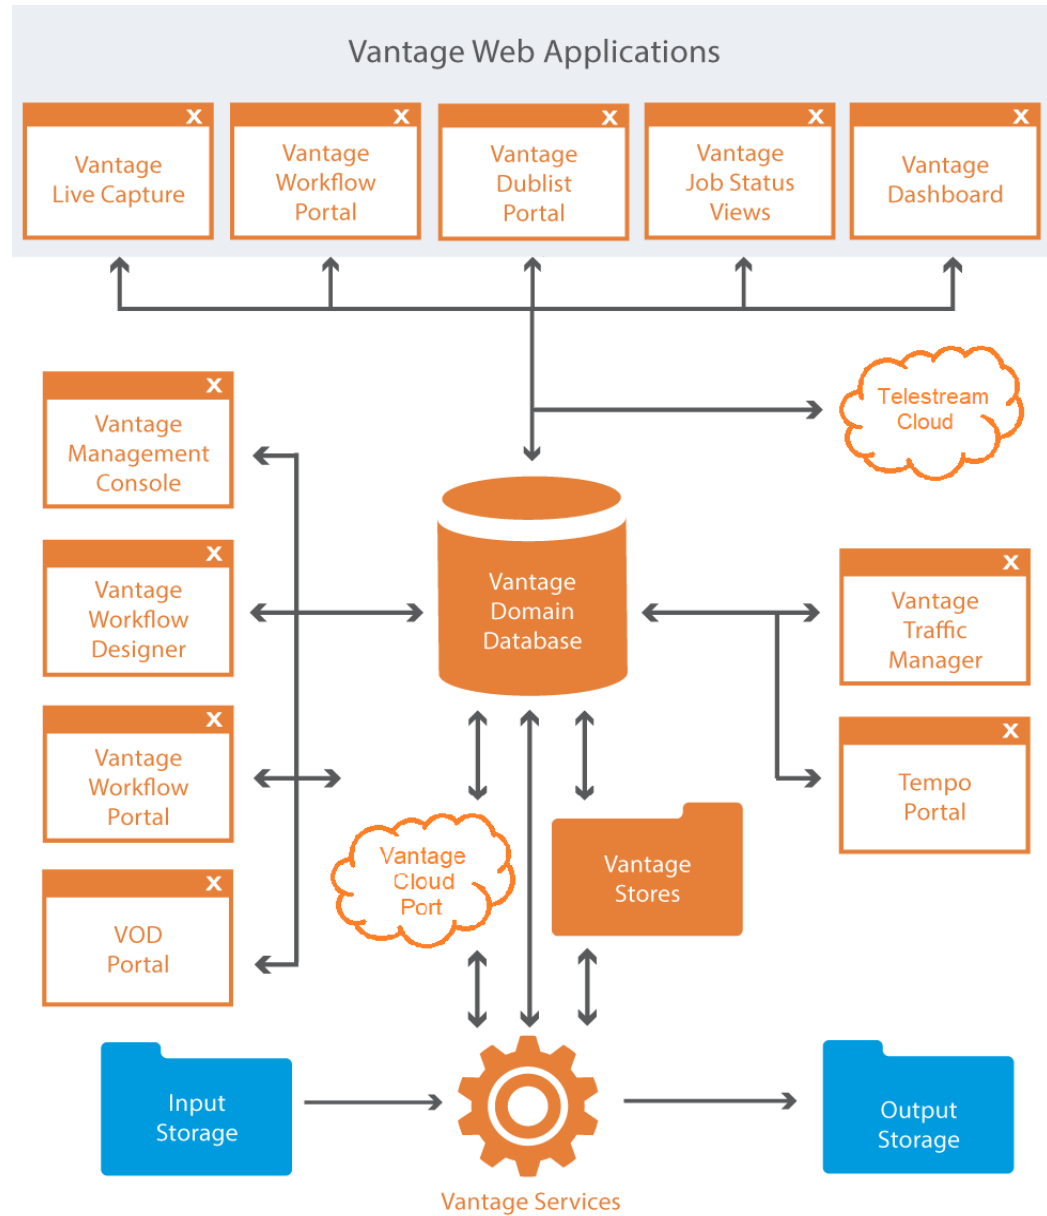 Vantage Web Applications
X
Vantage
Live Capture
X
Vantage
Workflow
Portal
X
Vantage
Dublist
Portal
X
Vantage
Job Status
Views
X
Vantage
Dashboard
Telestream
Cloud
X
Vantage
Management
Console
X
Vantage
Workflow
Designer
Vantage
Domain
Database
X
Vantage
Traffic
Manager
X
Vantage
Workflow
Portal
X
Tempo
Portal
Vantage
Cloud
Port
Vantage
Stores
X
VOD
Portal
Input
Storage
Output
Storage
Vantage Services